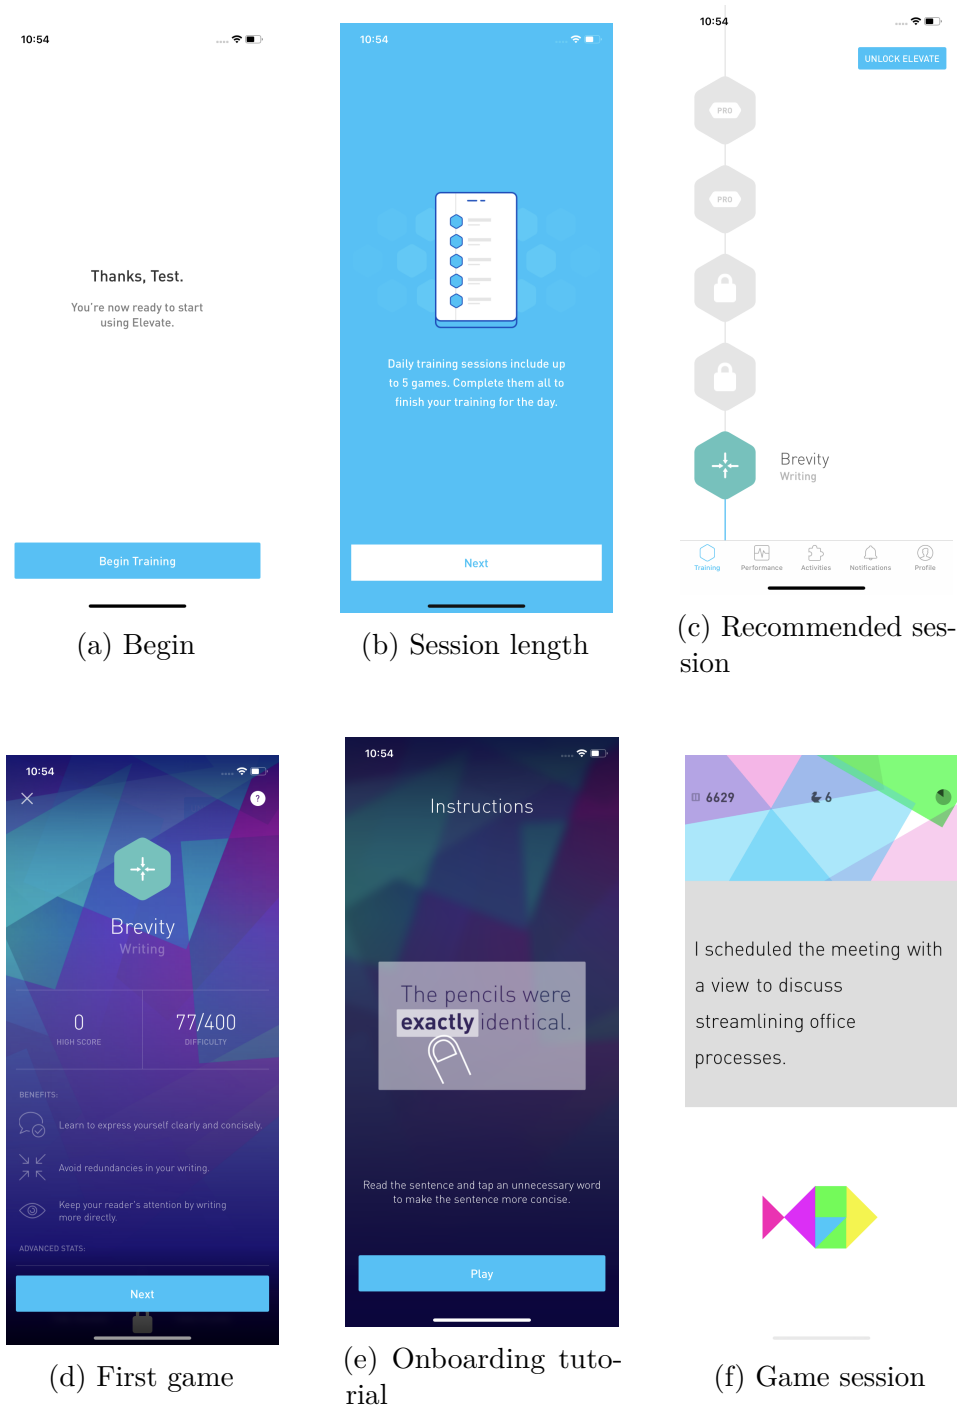 10:54
Thanks, Test.
You're now ready to start
using Elevate.
Begin Training
(a) Begin
10:54
Daily training sessions include up
to 5 games. Complete them all to
finish your training for the day.
Next
(b) Session length
10:54
UNLOCK ELEVATE
PRO
PRO
Brevity
Writing
Training
Performance
Activities
Notifications
Profile
(c) Recommended ses-
sion
10:54
?
Brevity
Writing
0
HIGH SCORE
77/400
DIFFICULTY
BENEFITS:
Learn to express yourself clearly and concisely.
Avoid redundancies in your writing.
Keep your reader's attention by writing
more directly.
ADVANCED STATS:
Next
(d) First game
10:54
Instructions
The pencils were
exactly identical.
Read the sentence and tap an unnecessary word
to make the sentence more concise.
Play
(e) Onboarding tuto-
rial
6629
6
I scheduled the meeting with
a view to discuss
streamlining office
processes.
(f) Game session